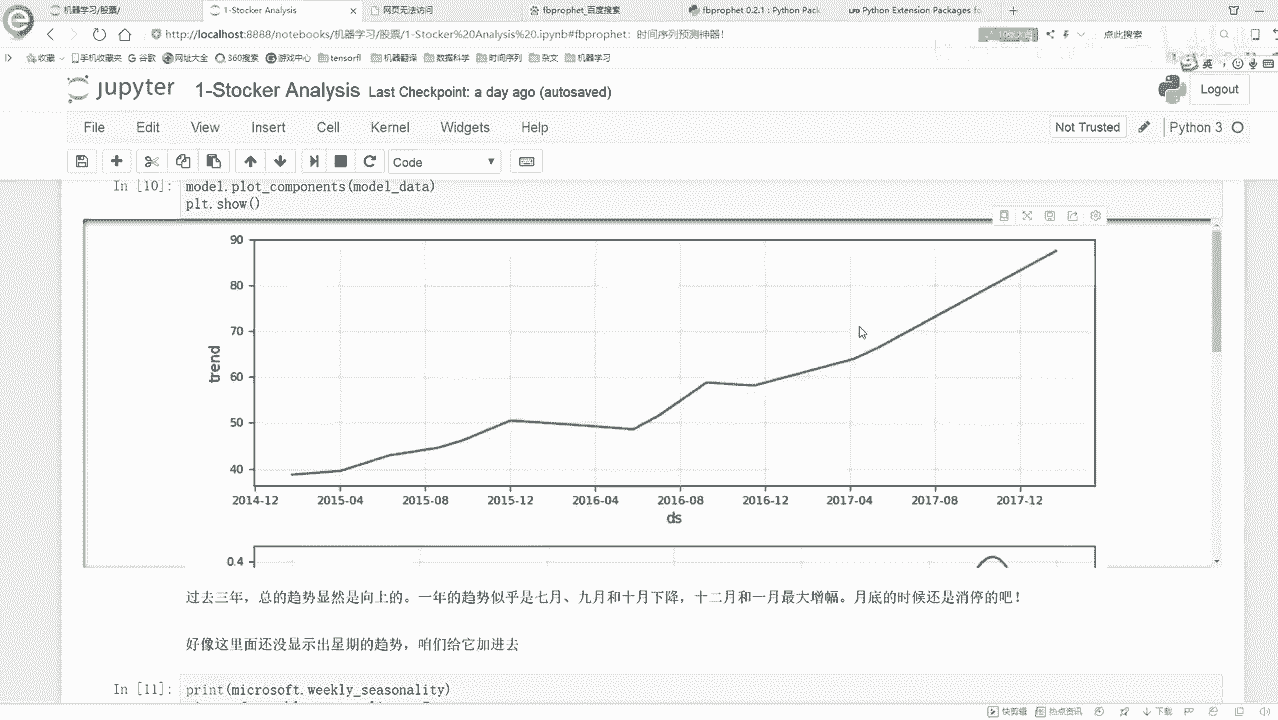 机器学习/股票/
1-Stocker Analysis
网页无法访问
fbprophet_百度搜索
fbprophet 0.2.1 : Python Pack
Python Extension Packages fo
http://localhost:8888/notebooks/机器学习/股票/1-Stocker%20Analysis%20.ipynb#fbprophet：时间序列预测神器！
点此搜索
收藏
手机收藏夹
谷歌
网址大全
360搜索
游戏中心
tensorfl
机器翻译
数据科学
时间序列
杂文
机器学习
英
jupyter
1-Stocker Analysis
Last Checkpoint: a day ago (autosaved)
Logout
File Edit View Insert Cell Kernel Widgets Help
Not Trusted
Python 3
Code
In [10]: model.plot_components(model_data)
plt.show()
90
80
70
60
50
40
trend
2014-12 2015-04 2015-08 2015-12 2016-04 2016-08 2016-12 2017-04 2017-08 2017-12
ds
0.4
过去三年，总的趋势显然是向上的。一年的趋势似乎是七月、九月和十月下降，十二月和一月最大增幅。月底的时候还是消停的吧！
好像这里面还没显示出星期的趋势，咱们给它加进去
In [11]: print(microsoft.weekly_seasonality)
快剪辑
热点资讯
下载